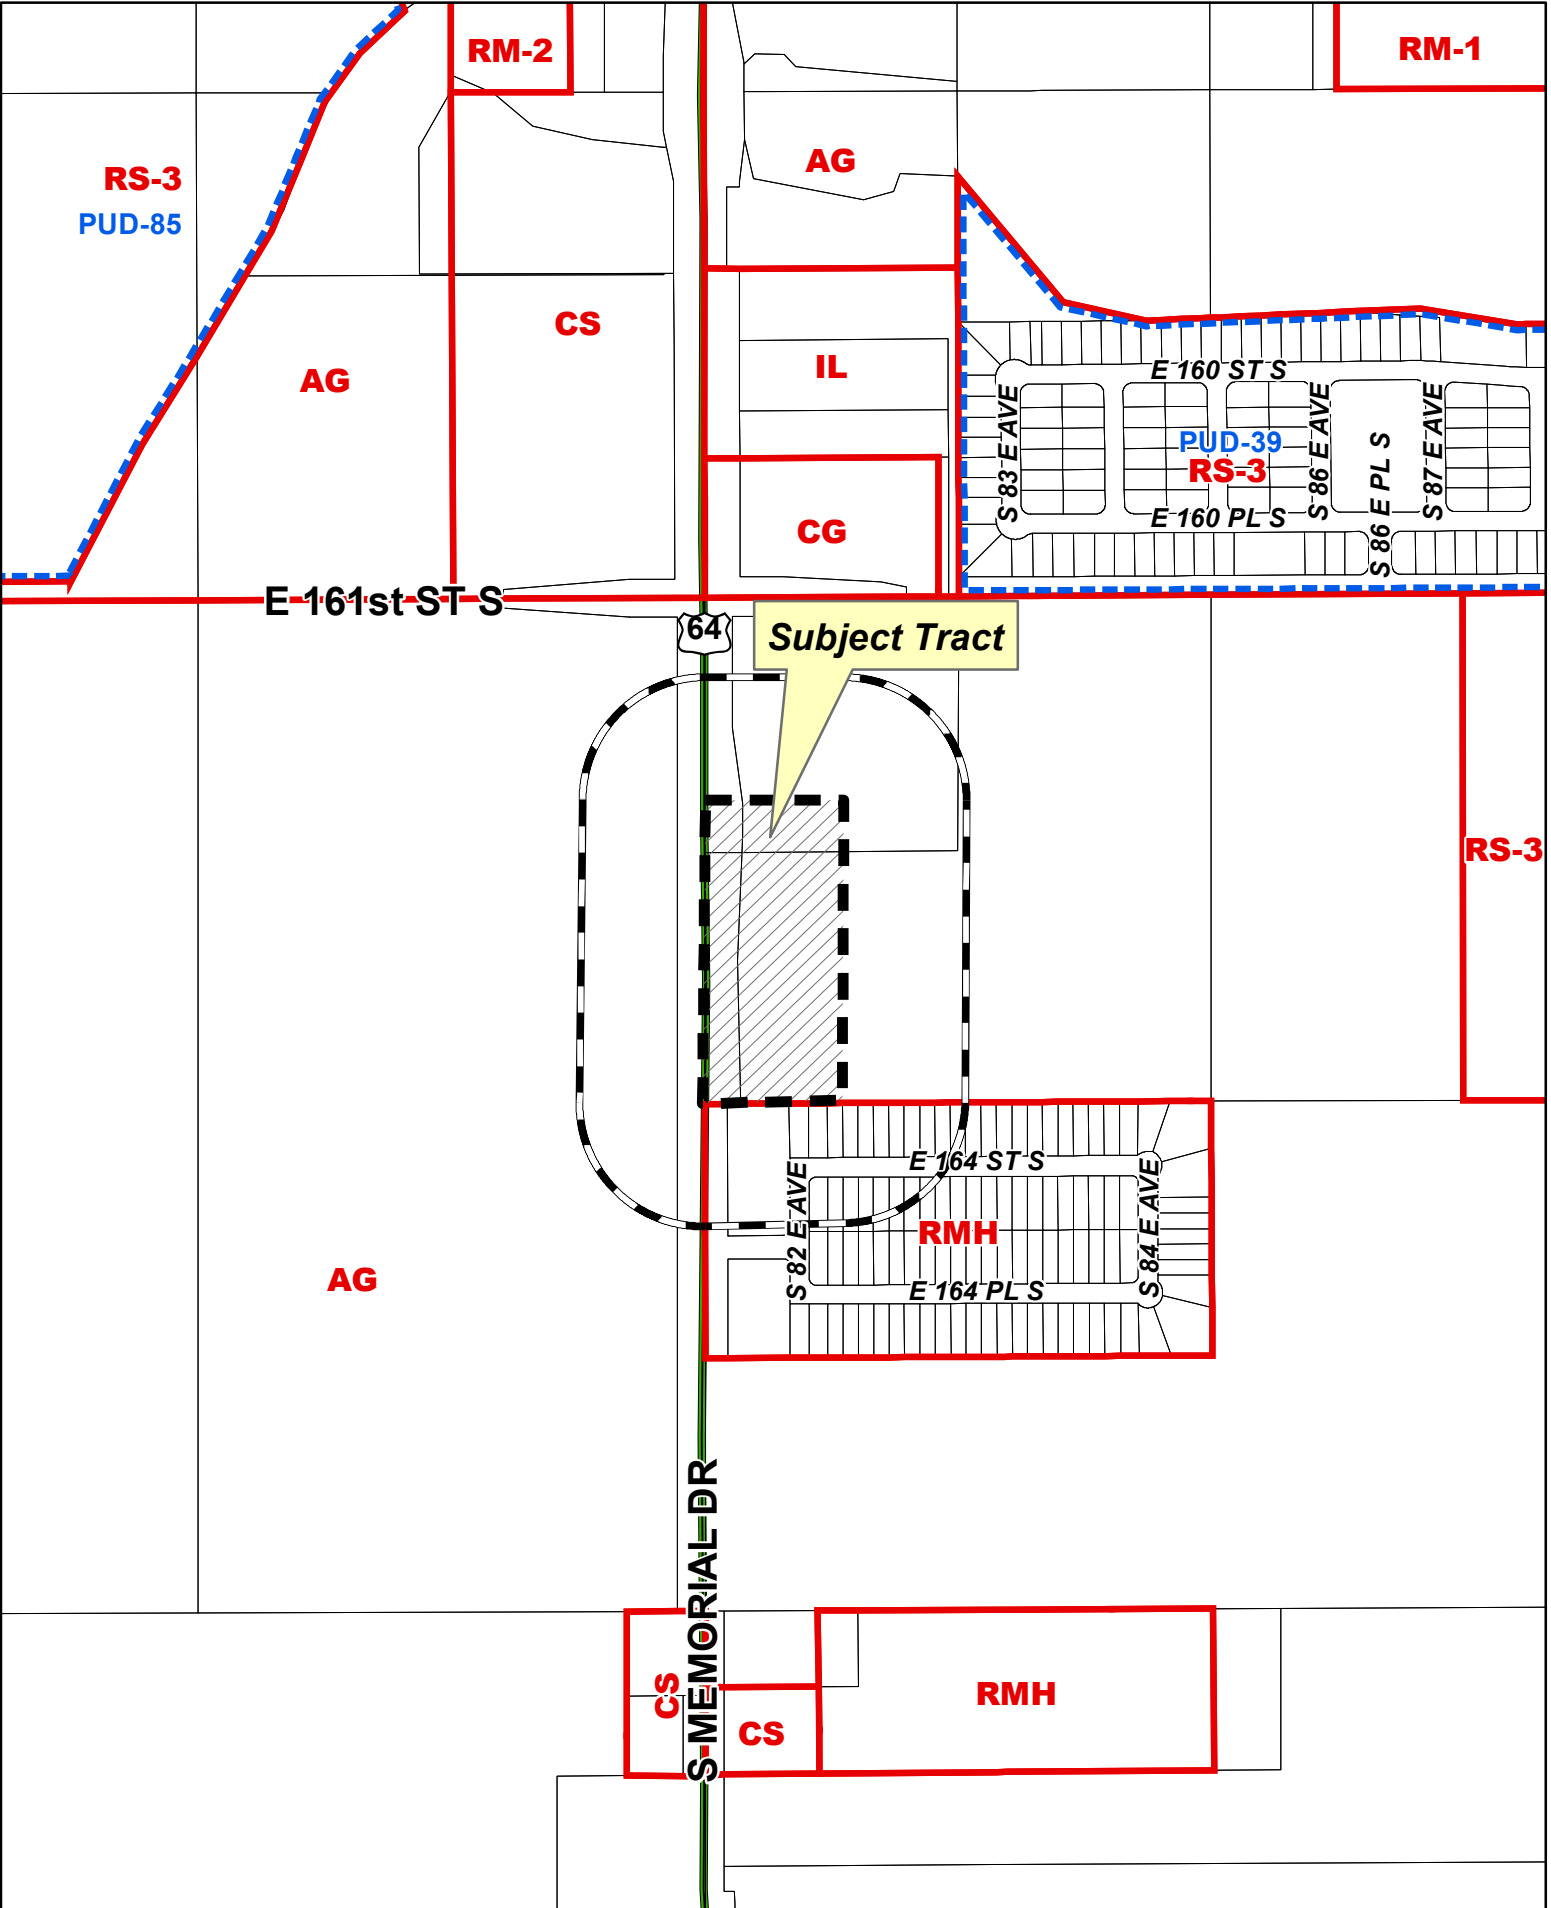 RM-2
RM-1
AG
RS-3
PUD-85
CS
IL
AG
E 160 ST S
S 83 E AVE
S 86 E AVE
S 87 E AVE
PUD-39
RS-3
S 86 E PL S
E 160 PL S
CG
E 161st ST S
64
Subject Tract
RS-3
E 164 ST S
S 82 E AVE
S 84 E AVE
RMH
E 164 PL S
AG
S MEMORIAL DR
CS
CS
RMH